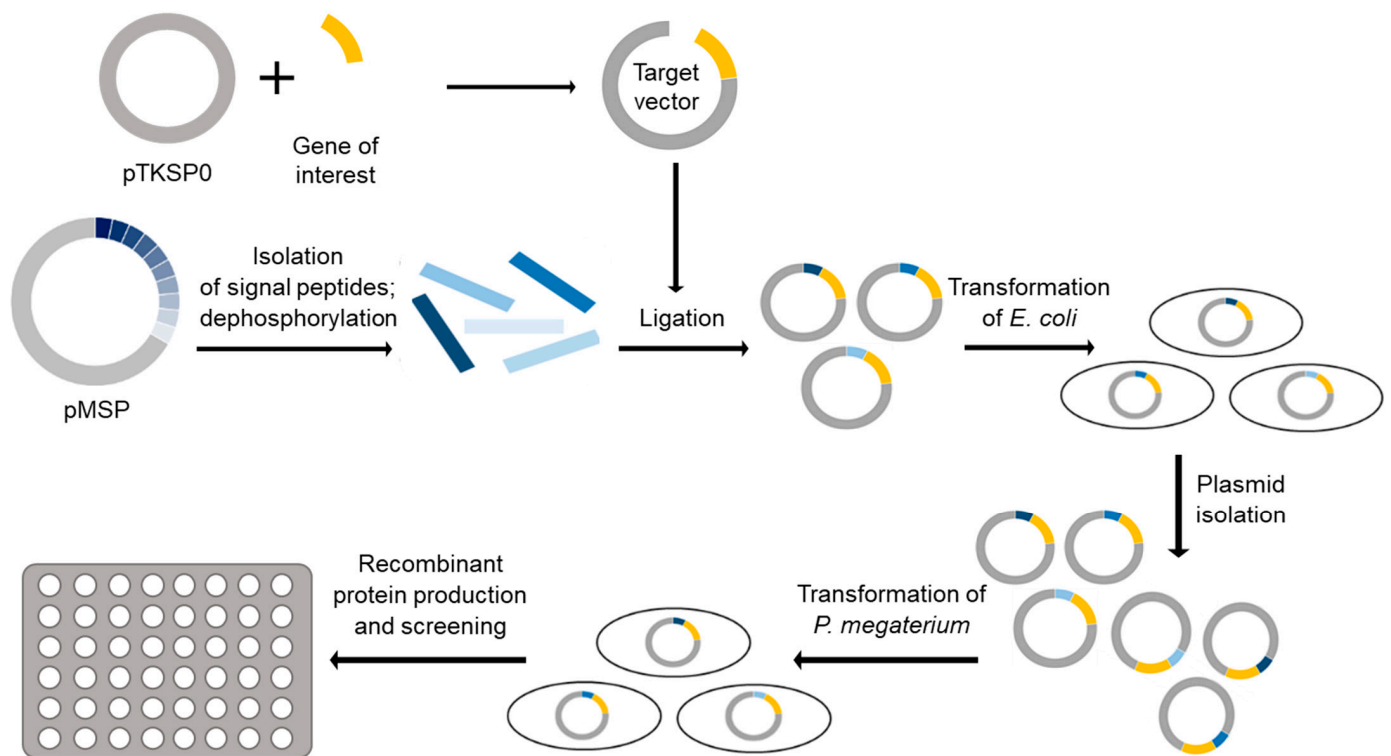 Target
vector
pTKSP0
Gene of
interest
Isolation
of signal peptides;
dephosphorylation
Ligation
Transformation
of E. coli
pMSP
Plasmid
isolation
Transformation of
P. megaterium
Recombinant
protein production
and screening